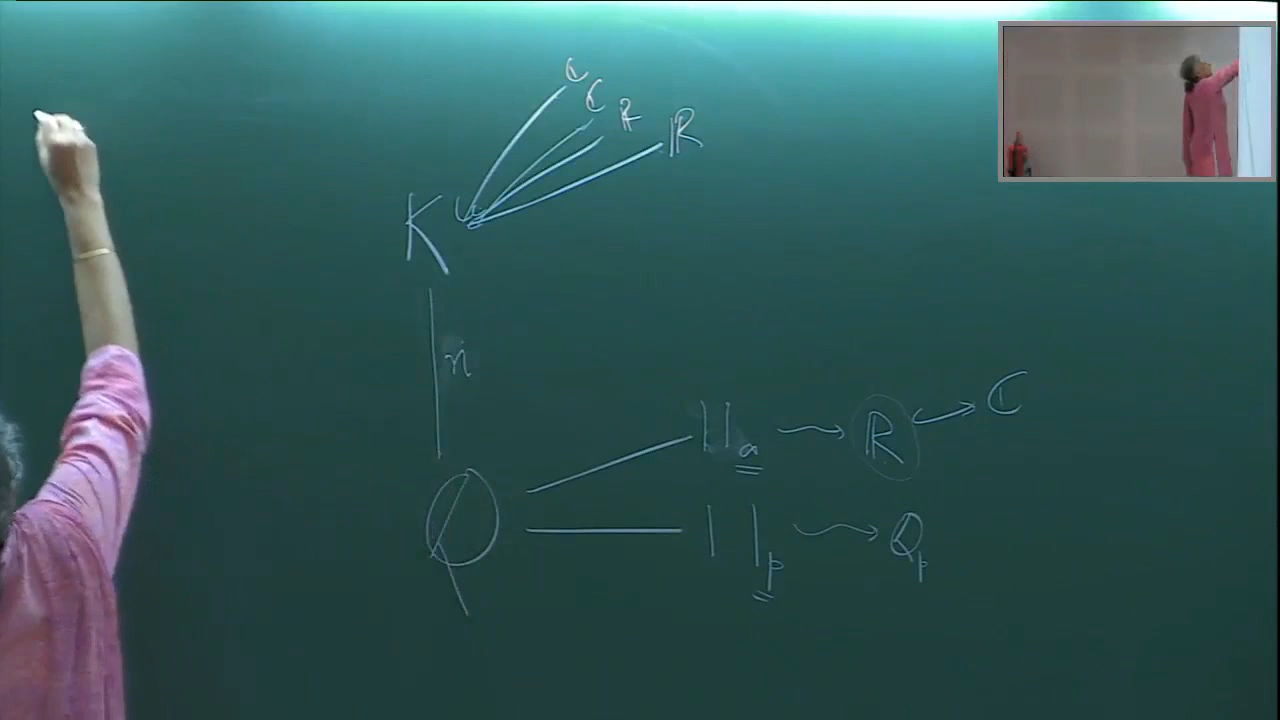 ℂ
ℂ
ℝ
ℝ
K
n
ℚ
| |ₐ ⇝ ℝ ↪ ℂ
| |ₚ ⇝ ℚₚ